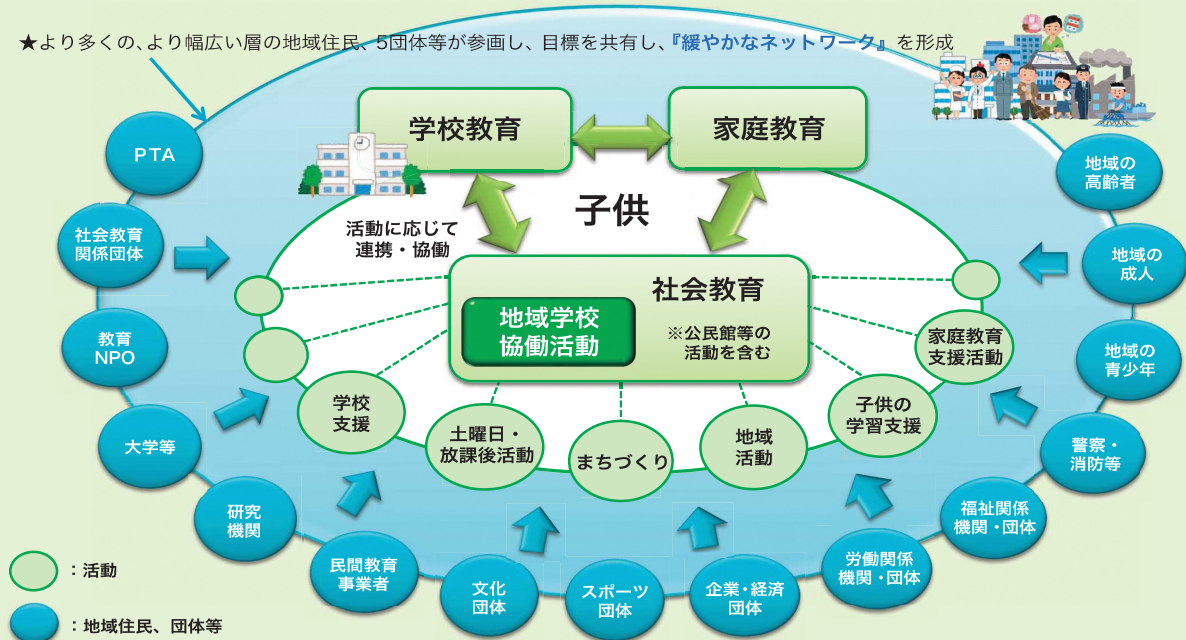 ★より多くの、より幅広い層の地域住民、5団体等が参画し、目標を共有し、『緩やかなネットワーク』を形成
学校教育
家庭教育
子供
活動に応じて
連携・協働
社会教育
地域学校
協働活動
※公民館等の
活動を含む
学校
支援
土曜日・
放課後活動
まちづくり
地域
活動
子供の
学習支援
家庭教育
支援活動
PTA
社会教育
関係団体
教育
NPO
大学等
研究
機関
民間教育
事業者
文化
団体
スポーツ
団体
企業・経済
団体
労働関係
機関・団体
福祉関係
機関・団体
警察・
消防等
地域の
青少年
地域の
成人
地域の
高齢者
：活動
：地域住民、団体等